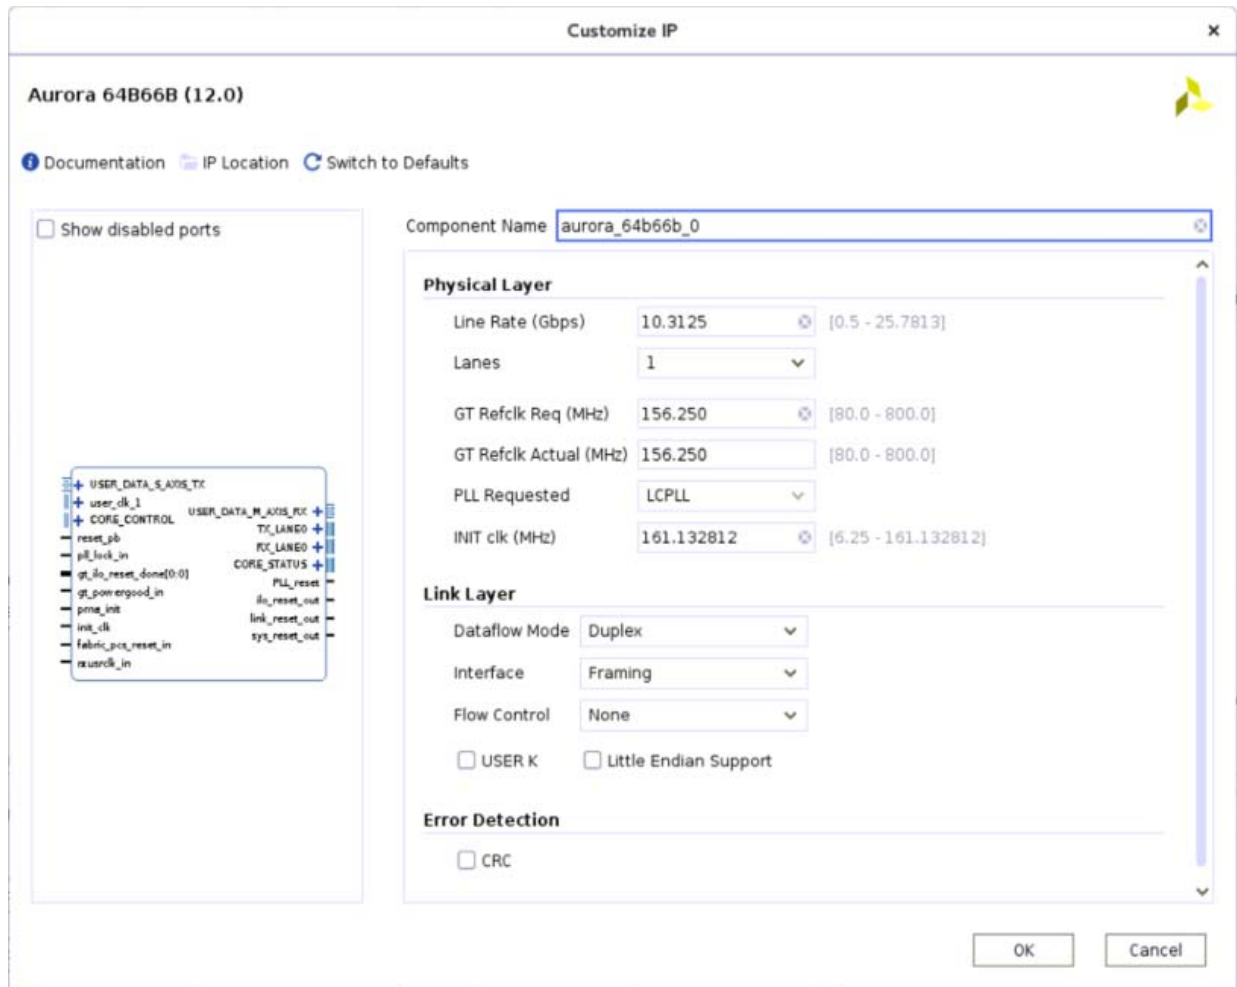 Customize IP
Aurora 64B66B (12.0)
Documentation IP Location Switch to Defaults
Show disabled ports
USER_DATA_S_AXIS_TX
user_clk_1
CORE_CONTROL
reset_pb
pll_lock_in
gt_ilo_reset_done[0:0]
gt_powergood_in
pma_init
init_clk
fabric_pcs_reset_in
rxusrclk_in
USER_DATA_M_AXIS_RX
TX_LANE0
RX_LANE0
CORE_STATUS
PLL_reset
ilo_reset_out
link_reset_out
sys_reset_out
Component Name aurora_64b66b_0
Physical Layer
Line Rate (Gbps) 10.3125 [0.5 - 25.7813]
Lanes 1
GT Refclk Req (MHz) 156.250 [80.0 - 800.0]
GT Refclk Actual (MHz) 156.250 [80.0 - 800.0]
PLL Requested LCPLL
INIT clk (MHz) 161.132812 [6.25 - 161.132812]
Link Layer
Dataflow Mode Duplex
Interface Framing
Flow Control None
USER K Little Endian Support
Error Detection
CRC
OK Cancel